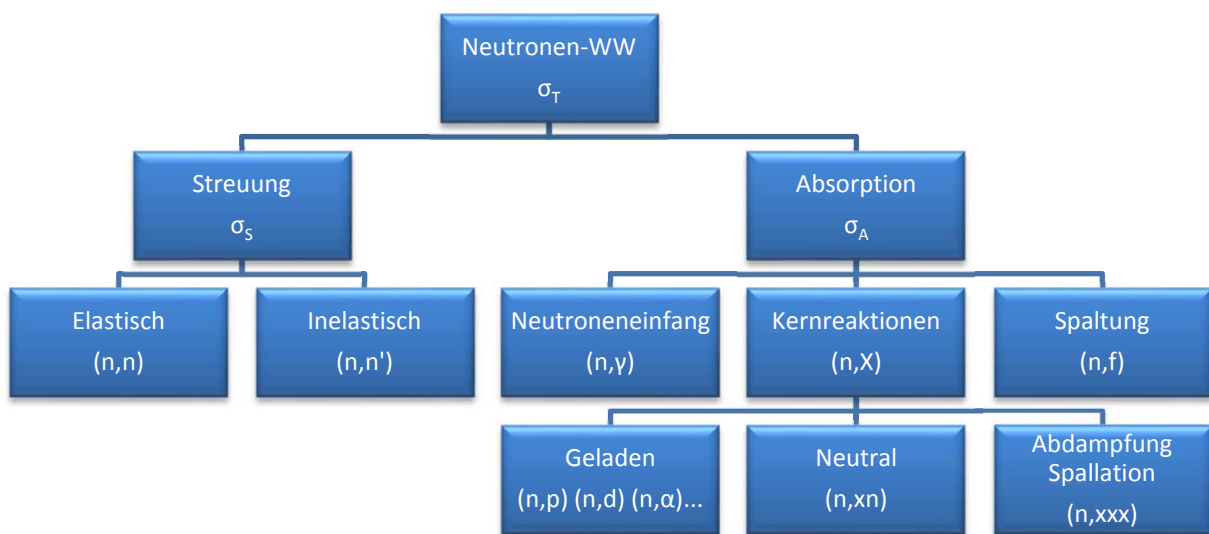 Neutronen-WW
σT
Streuung
σS
Absorption
σA
Elastisch
(n,n)
Inelastisch
(n,n')
Neutroneneinfang
(n,γ)
Kernreaktionen
(n,X)
Spaltung
(n,f)
Geladen
(n,p) (n,d) (n,α)...
Neutral
(n,xn)
Abdampfung
Spallation
(n,xxx)